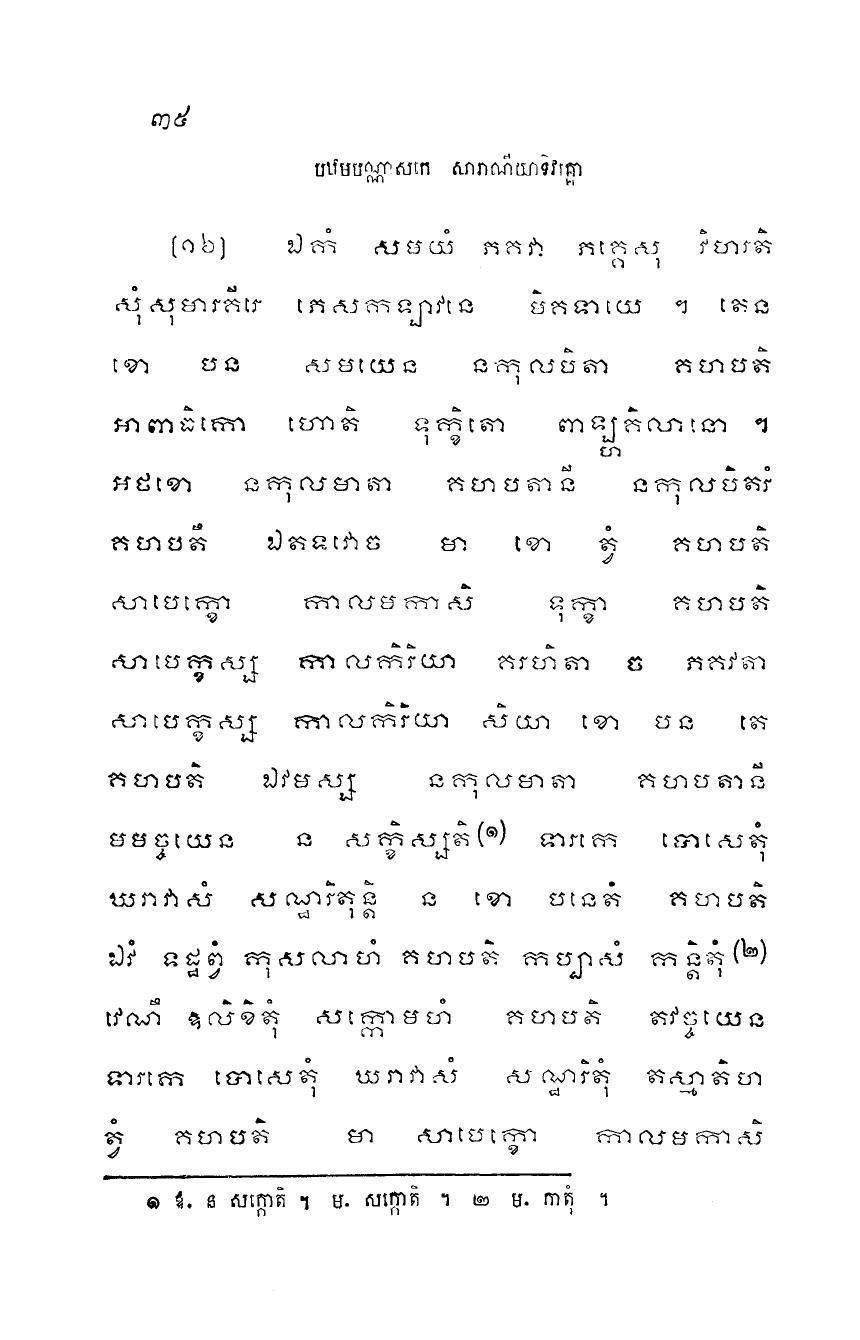 ៣៥
បឋមបណ្ណាសកេ សារាណីយាទិវគ្គោ
[១៦] ឯកំ សមយំ ភគវា ភគ្គេសុ វិហរតិ
សុំសុមារគីរេ ភេសកឡាវនេ មិគទាយេ ។ តេន
ខោ បន សមយេន នកុលបិតា គហបតិ
អាពាធិកោ ហោតិ ទុក្ខិតោ ពាឡ្ហគិលានោ ។
អថខោ នកុលមាតា គហបតានី នកុលបិតរំ
គហបតឹ ឯតទវោច មា ខោ ត្វំ គហបតិ
សាបេក្ខោ កាលមកាសិ ទុក្ខា គហបតិ
សាបេក្ខស្ស កាលកិរិយា គរហិតា ច ភគវតា
សាបេក្ខស្ស កាលកិរិយា សិយា ខោ បន តេ
គហបតិ ឯវមស្ស នកុលមាតា គហបតានី
មមច្ចយេន ន សក្ខិស្សតិ(១) ទារកេ បោសេតុំ
ឃរាវាសំ សណ្ឋរិតុន្តិ ន ខោ បនេតំ គហបតិ
ឯវំ ទដ្ឋព្វំ កុសលាហំ គហបតិ កប្បាសំ កន្តិតុំ(២)
វេណឹ ឱលិខិតុំ សក្កោមហំ គហបតិ តវច្ចយេន
ទារកេ បោសេតុំ ឃរាវាសំ សណ្ឋរិតុំ តស្មាតិហ
ត្វំ គហបតិ មា សាបេក្ខោ កាលមកាសិ
១ ឱ. ន សក្កោតិ ។ ម. សក្កោតិ ។ ២ ម. កាតុំ ។